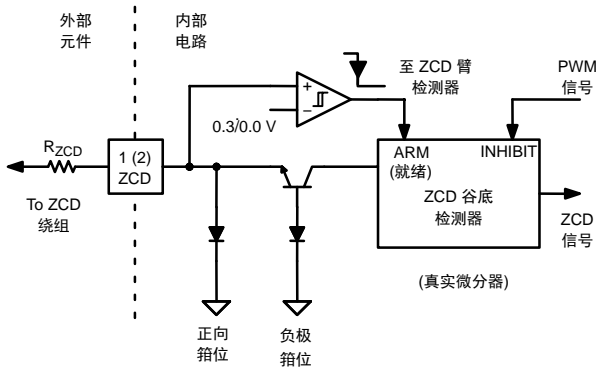 外部
元件
内部
电路
至 ZCD 臂
检测器
PWM
信号
+
−
0.3/0.0 V
RZCD
1 (2)
ZCD
ARM
(就绪)
INHIBIT
ZCD 谷底
检测器
To ZCD
绕组
ZCD
信号
(真实微分器)
正向
箝位
负极
箝位